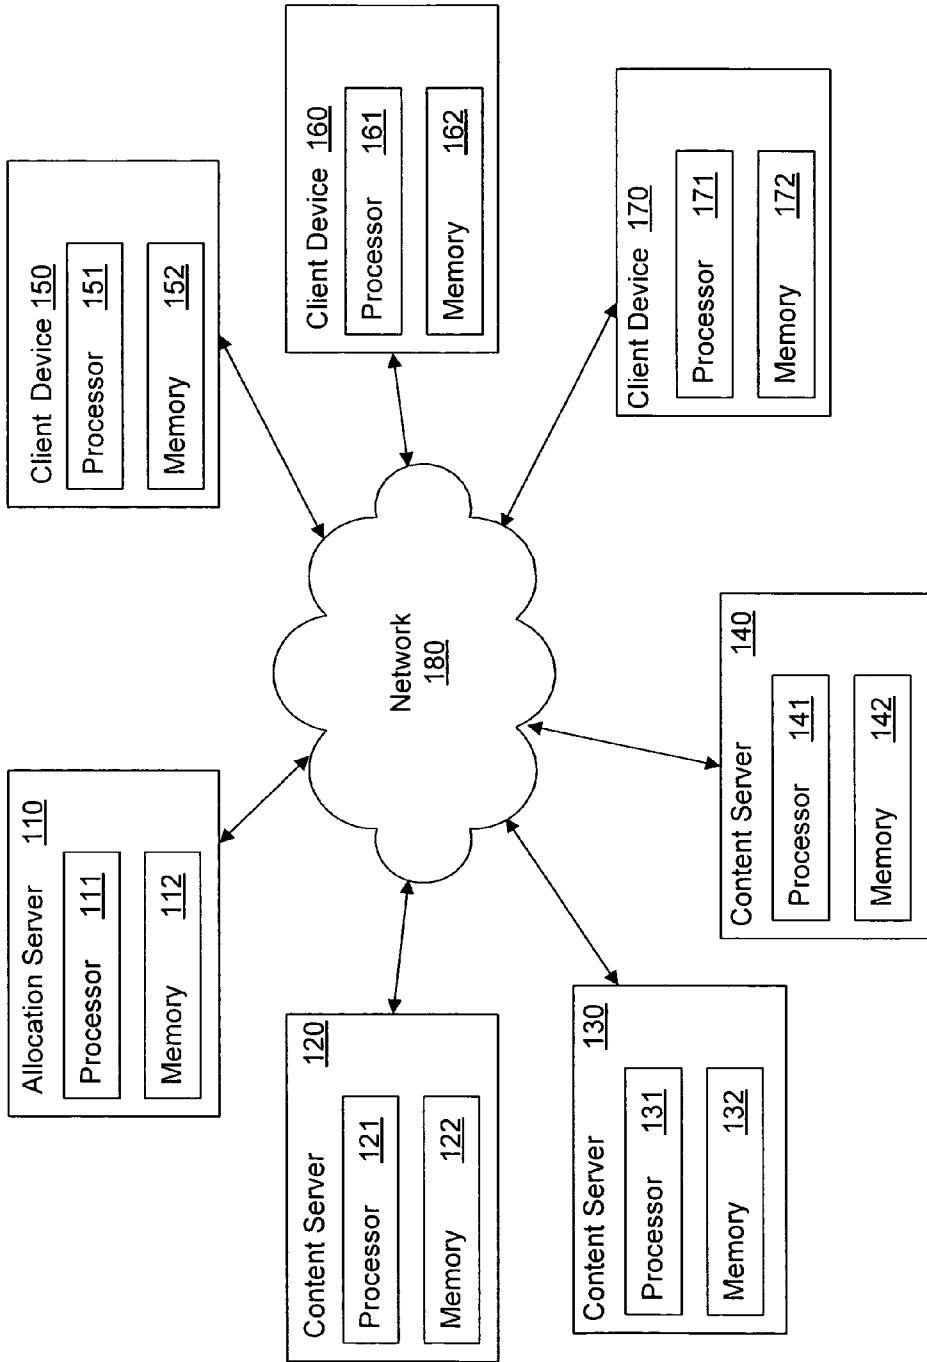 Allocation Server 110
Processor 111
Memory 112
Client Device 150
Processor 151
Memory 152
Content Server 120
Processor 121
Memory 122
Network
180
Client Device 160
Processor 161
Memory 162
Content Server 130
Processor 131
Memory 132
Content Server 140
Processor 141
Memory 142
Client Device 170
Processor 171
Memory 172